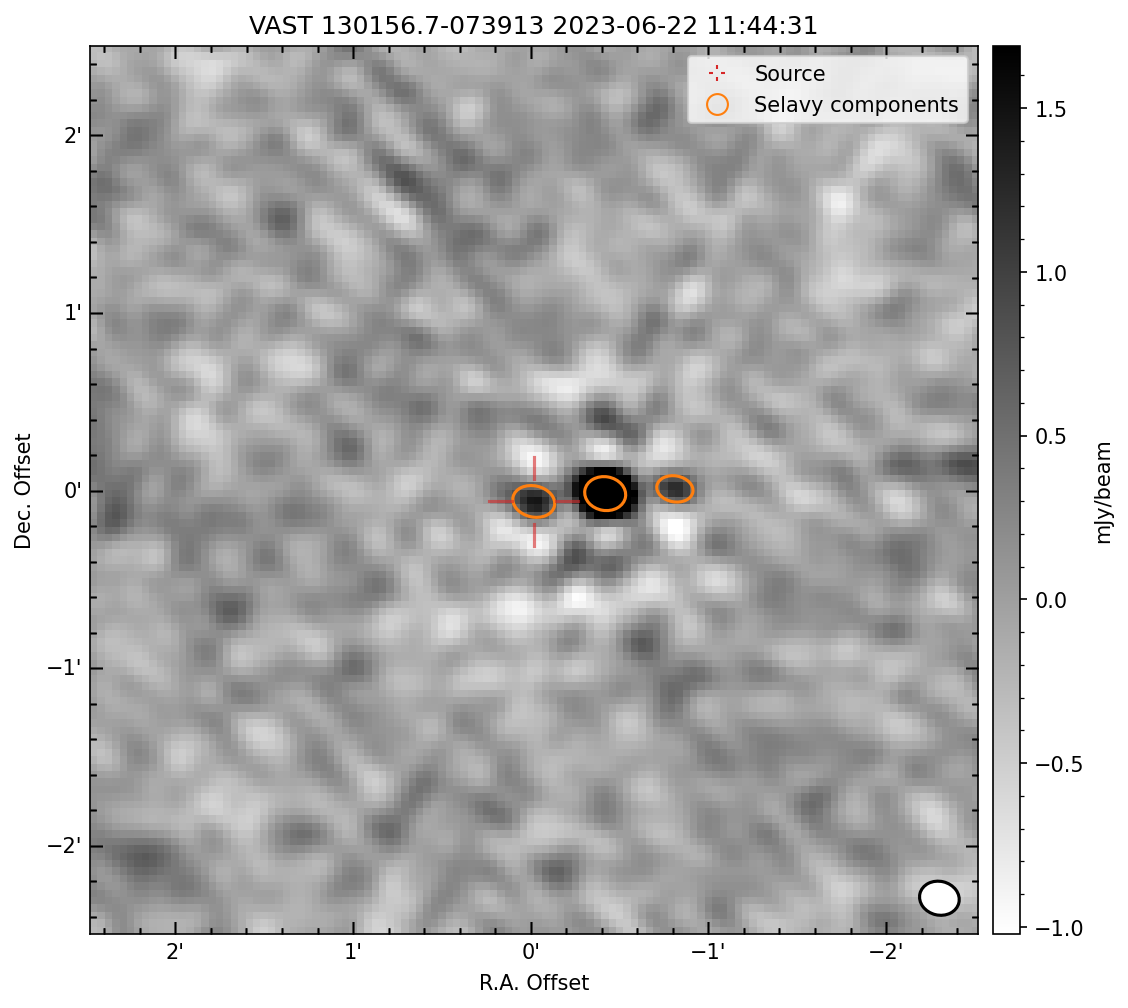 VAST 130156.7-073913 2023-06-22 11:44:31
Source
Selavy components
2'
1'
0'
−1'
−2'
Dec. Offset
2'
1'
0'
−1'
−2'
R.A. Offset
1.5
1.0
0.5
0.0
−0.5
−1.0
mJy/beam